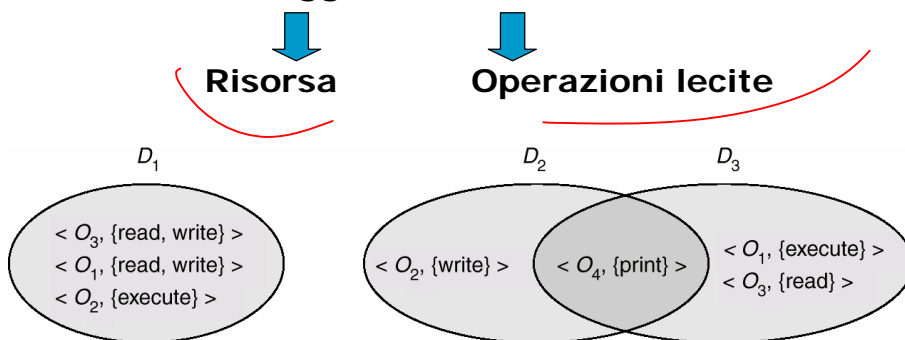 gg
Risorsa Operazioni lecite
D1 D2 D3
< O3, {read, write} >
< O1, {read, write} >
< O2, {execute} >
< O2, {write} > < O4, {print} >
< O1, {execute} >
< O3, {read} >